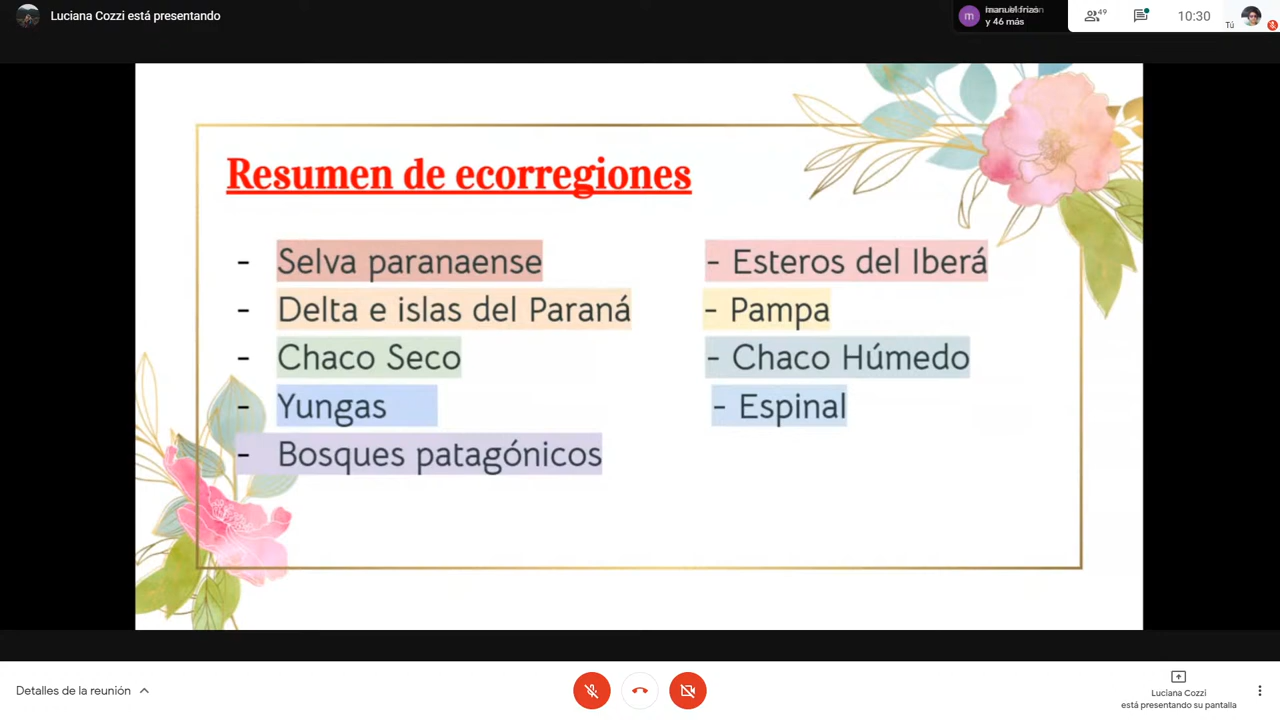 Luciana Cozzi está presentando
m
manuel frías
y 46 más
49
10:30
Tú
Resumen de ecorregiones
- Selva paranaense
- Esteros del Iberá
- Delta e islas del Paraná
- Pampa
- Chaco Seco
- Chaco Húmedo
- Yungas
- Espinal
- Bosques patagónicos
Detalles de la reunión
Luciana Cozzi
está presentando su pantalla